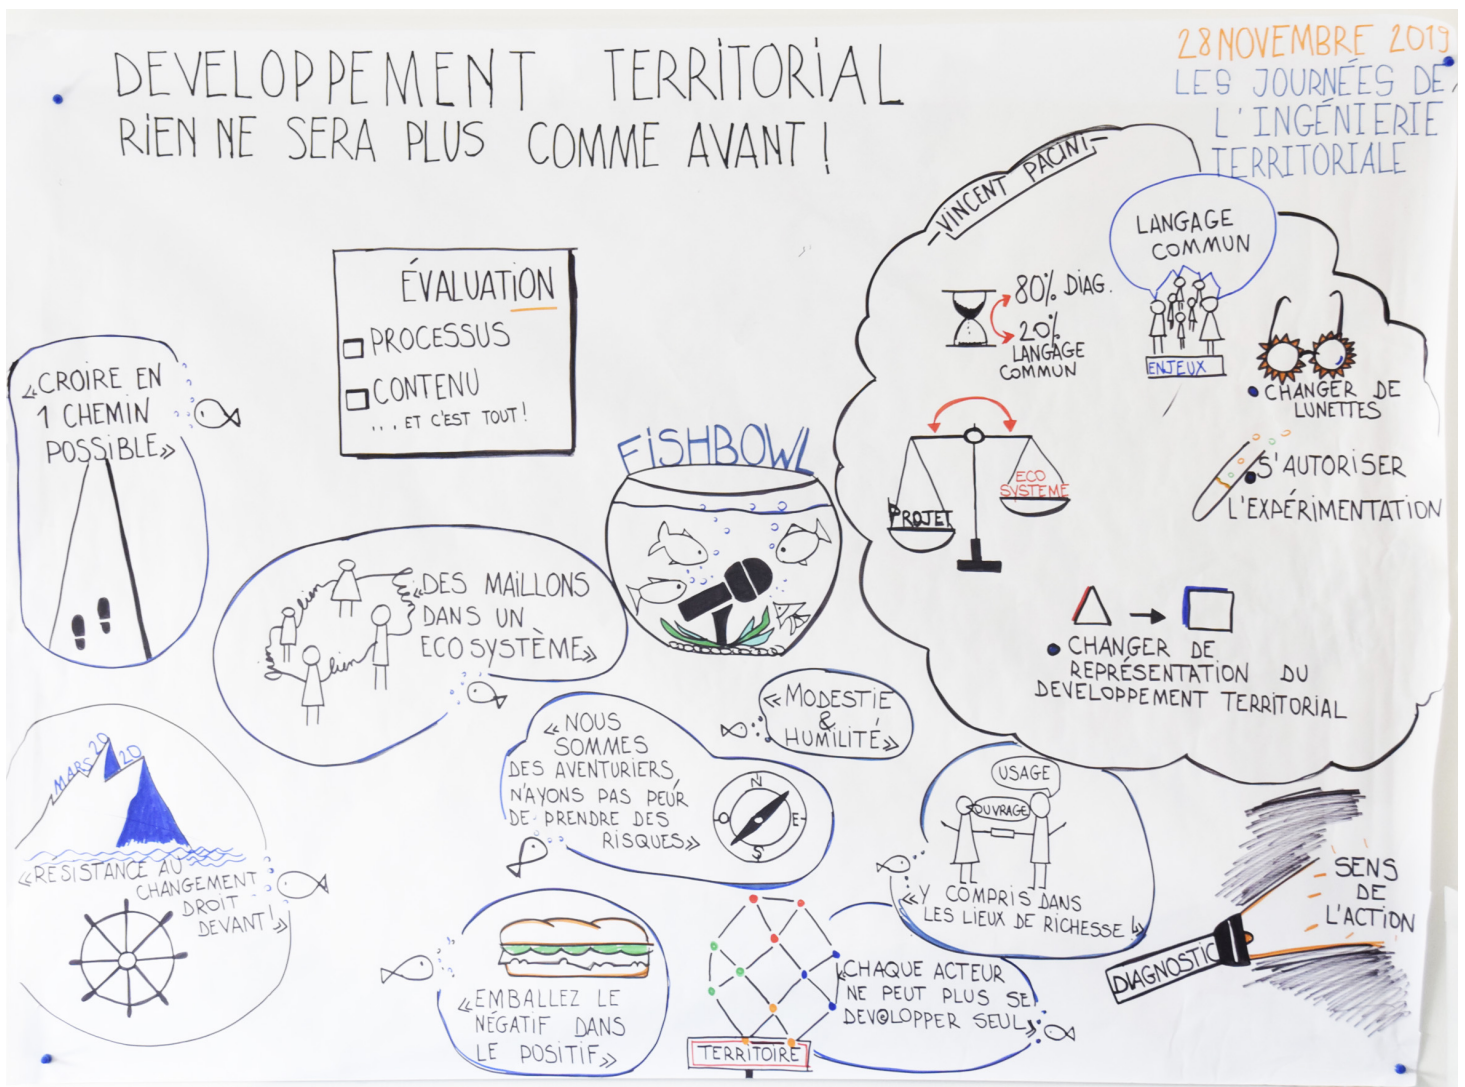 DEVELOPPEMENT TERRITORIAL
RIEN NE SERA PLUS COMME AVANT !
28 NOVEMBRE 2019
LES JOURNÉES DE
L'INGÉNIERIE
TERRITORIALE
VINCENT PACINI
LANGAGE
COMMUN
ENJEUX
80% DIAG.
20%
LANGAGE
COMMUN
CHANGER DE
LUNETTES
S'AUTORISER
L'EXPÉRIMENTATION
PROJET
ECO
SYSTEME
CHANGER DE
REPRÉSENTATION DU
DEVELOPPEMENT TERRITORIAL
ÉVALUATION
PROCESSUS
CONTENU
... ET C'EST TOUT !
«CROIRE EN
1 CHEMIN
POSSIBLE»
FISHBOWL
lien
lien
lien
«DES MAILLONS
DANS UN
ECO SYSTÈME»
«MODESTIE
&
HUMILITÉ»
«NOUS
SOMMES
DES AVENTURIERS,
N'AYONS PAS PEUR
DE PRENDRE DES
RISQUES»
N
O
E
S
MARS 2020
«RESISTANCE AU
CHANGEMENT
DROIT
DEVANT !»
USAGE
OUVRAGE
«Y COMPRIS DANS
LES LIEUX DE RICHESSE !»
«EMBALLEZ LE
NÉGATIF DANS
LE POSITIF»
TERRITOIRE
«CHAQUE ACTEUR
NE PEUT PLUS SE
DEVELOPPER SEUL»
DIAGNOSTIC
SENS
DE
L'ACTION